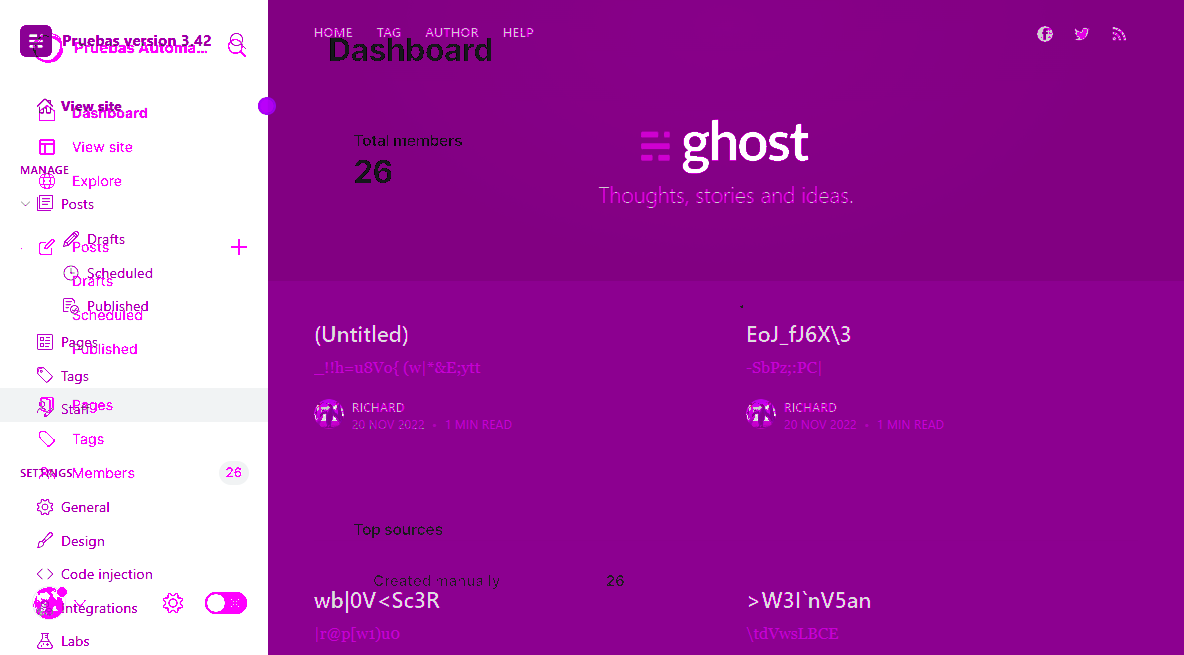 Pruebas version 3.42
Pruebas Automa...
HOME TAG AUTHOR HELP
Dashboard
View site
Dashboard
View site
MANAGE
Explore
Posts
Drafts
Posts
Scheduled
Drafts
Published
Scheduled
Pages
Published
Tags
Staff
Pages
Tags
SETTINGS
Members 26
General
Design
Code injection
Integrations
Labs
Total members
26
ghost
Thoughts, stories and ideas.
(Untitled)
_!!h=u8Vo{ (w|*&E;ytt
RICHARD
20 NOV 2022 • 1 MIN READ
EoJ_fJ6X\3
-SbPz;:PC|
RICHARD
20 NOV 2022 • 1 MIN READ
Top sources
Created manually 26
wb|0V<Sc3R
|r@p[w1)u0
>W3I`nV5an
\tdVwsLBCE